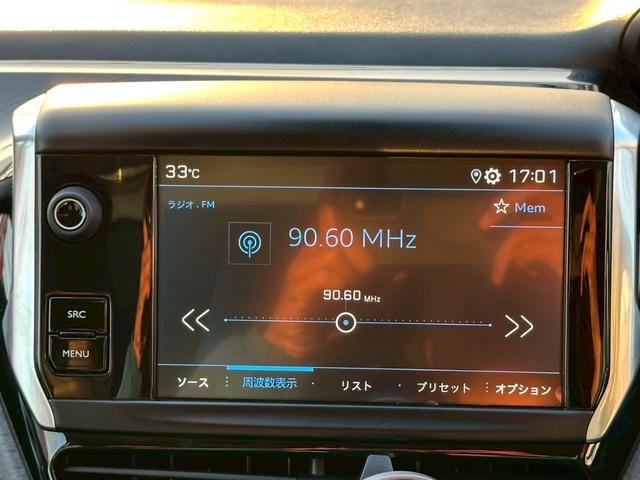 33℃
17:01
ラジオ.FM
Mem
90.60 MHz
90.60 MHz
SRC
MENU
ソース
周波数表示
リスト
プリセット
オプション